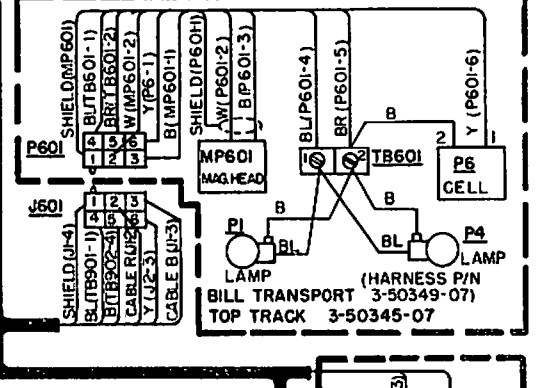 SHIELD(MP601)
BL(TB601-1)
BR(TB601-2)
W(MP601-2)
Y(P6-1)
B(MP601-1)
SHIELD(P601-1)
W(P601-2)
B(P601-3)
BL(P601-4)
BR(P601-5)
Y (P601-6)
B
2 1
P601
4 5 6
1 2 3
MP601
MAG.HEAD
1 2
TB601
P6
CELL
J601
1 2 3
4 5 6
B
B
P1
BL
BL
P4
LAMP
LAMP
SHIELD(J1-4)
BL(TB901-1)
B(TB902-4)
Y(J2-3)
CABLE B(J1-3)
(HARNESS P/N
BILL TRANSPORT 3-50349-07)
TOP TRACK 3-50345-07
3)